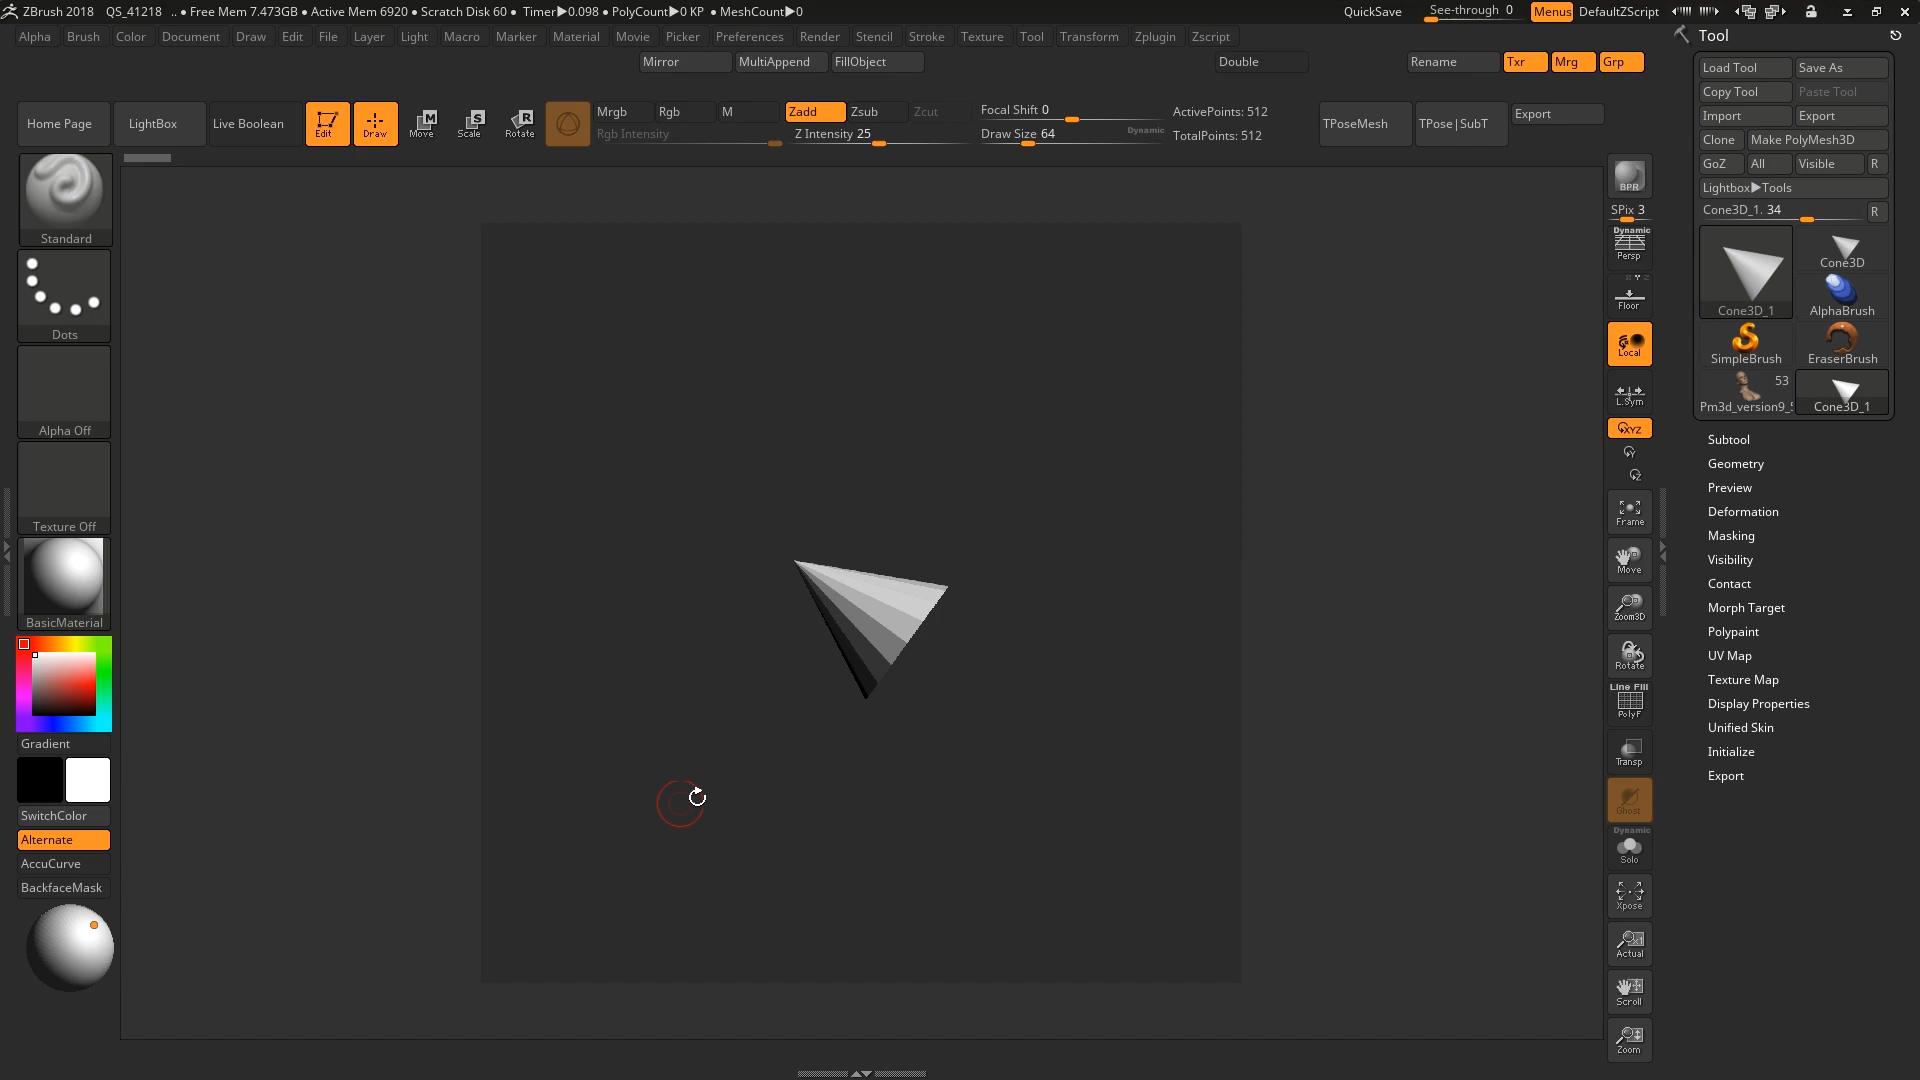 ZBrush 2018 QS_41218 .. • Free Mem 7.473GB • Active Mem 6920 • Scratch Disk 60 • Timer▶0.098 • PolyCount▶0 KP • MeshCount▶0 QuickSave See-through 0 Menus DefaultZScript
Alpha Brush Color Document Draw Edit File Layer Light Macro Marker Material Movie Picker Preferences Render Stencil Stroke Texture Tool Transform Zplugin Zscript
Mirror MultiAppend FillObject Double Rename Txr Mrg Grp
Home Page LightBox Live Boolean Edit Draw Move Scale Rotate
Mrgb Rgb M Zadd Zsub Zcut Focal Shift 0 ActivePoints: 512
Rgb Intensity Z Intensity 25 Draw Size 64 Dynamic TotalPoints: 512
TPoseMesh TPose|SubT Export
Standard
Dots
Alpha Off
Texture Off
BasicMaterial
Gradient
SwitchColor
Alternate
AccuCurve
BackfaceMask
BPR
SPix 3
Dynamic
Persp
Floor
Local
L.Sym
XYZ
Y
Z
Frame
Move
Zoom3D
Rotate
Line Fill
PolyF
Transp
Ghost
Dynamic
Solo
Xpose
Actual
Scroll
Zoom
Tool
Load Tool Save As
Copy Tool Paste Tool
Import Export
Clone Make PolyMesh3D
GoZ All Visible R
Lightbox▶Tools
Cone3D_1. 34 R
Cone3D
Cone3D_1 AlphaBrush
SimpleBrush EraserBrush
53
Pm3d_version9_5 Cone3D_1
Subtool
Geometry
Preview
Deformation
Masking
Visibility
Contact
Morph Target
Polypaint
UV Map
Texture Map
Display Properties
Unified Skin
Initialize
Export